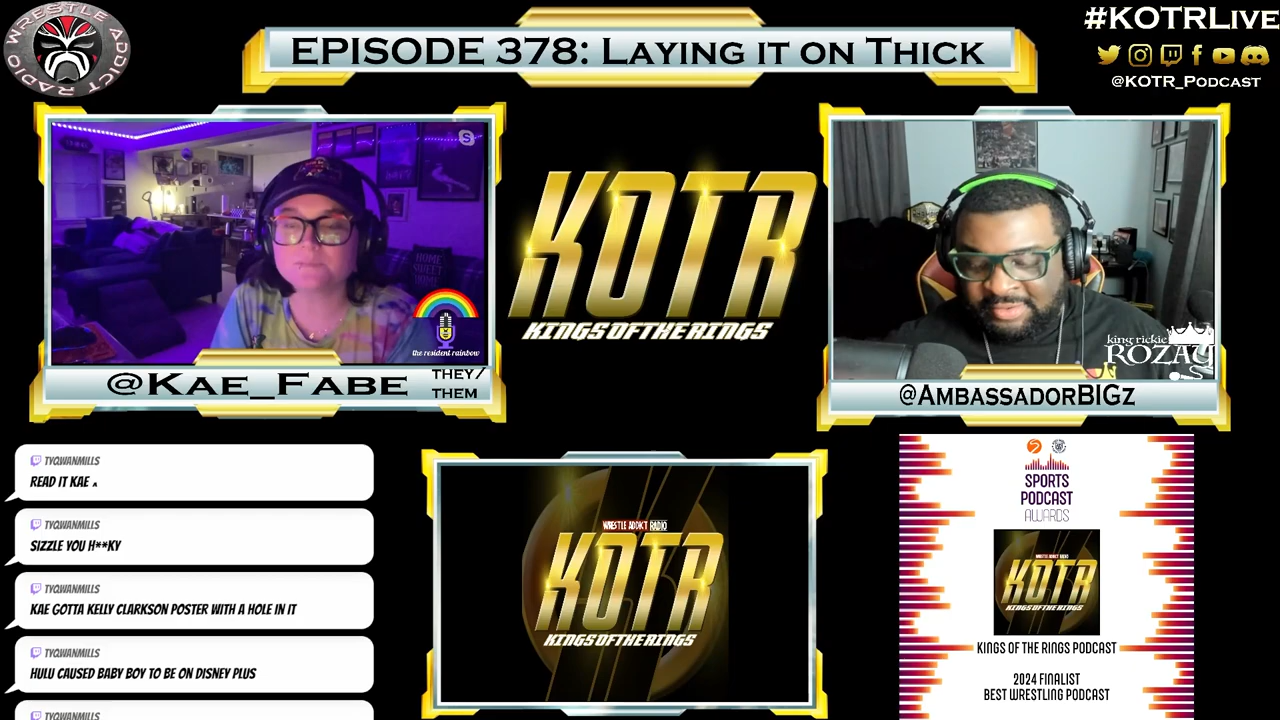 WRESTLE ADDICT RADIO
EPISODE 378: LAYING IT ON THICK
#KOTRLIVE
@KOTR_PODCAST
HOME
SWEET
HOME
the resident rainbow
@KAE_FABE
THEY/
THEM
KOTR
KINGS OF THE RINGS
king rickie
ROZAY
@AMBASSADORBIGZ
TYQWANMILLS
READ IT KAE ^
TYQWANMILLS
SIZZLE YOU H**KY
TYQWANMILLS
KAE GOTTA KELLY CLARKSON POSTER WITH A HOLE IN IT
TYQWANMILLS
HULU CAUSED BABY BOY TO BE ON DISNEY PLUS
TYQWANMILLS
WRESTLE ADDICT RADIO
KOTR
KINGS OF THE RINGS
SPORTS
PODCAST
AWARDS
WRESTLE ADDICT RADIO
KOTR
KINGS OF THE RINGS
KINGS OF THE RINGS PODCAST
2024 FINALIST
BEST WRESTLING PODCAST